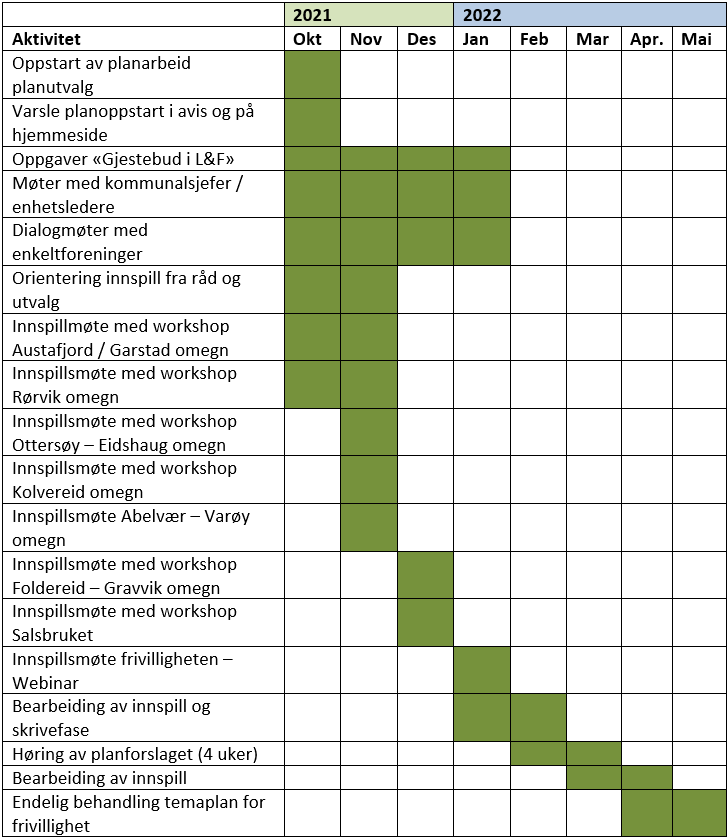 2021 2022
Aktivitet Okt Nov Des Jan Feb Mar Apr. Mai
Oppstart av planarbeid
planutvalg
Varsle planoppstart i avis og på
hjemmeside
Oppgaver «Gjestebud i L&F»
Møter med kommunalsjefer /
enhetsledere
Dialogmøter med
enkeltforeninger
Orientering innspill fra råd og
utvalg
Innspillmøte med workshop
Austafjord / Garstad omegn
Innspillsmøte med workshop
Rørvik omegn
Innspillsmøte med workshop
Ottersøy – Eidshaug omegn
Innspillsmøte med workshop
Kolvereid omegn
Innspillsmøte Abelvær – Varøy
omegn
Innspillsmøte med workshop
Foldereid – Gravvik omegn
Innspillsmøte med workshop
Salsbruket
Innspillsmøte frivilligheten –
Webinar
Bearbeiding av innspill og
skrivefase
Høring av planforslaget (4 uker)
Bearbeiding av innspill
Endelig behandling temaplan for
frivillighet